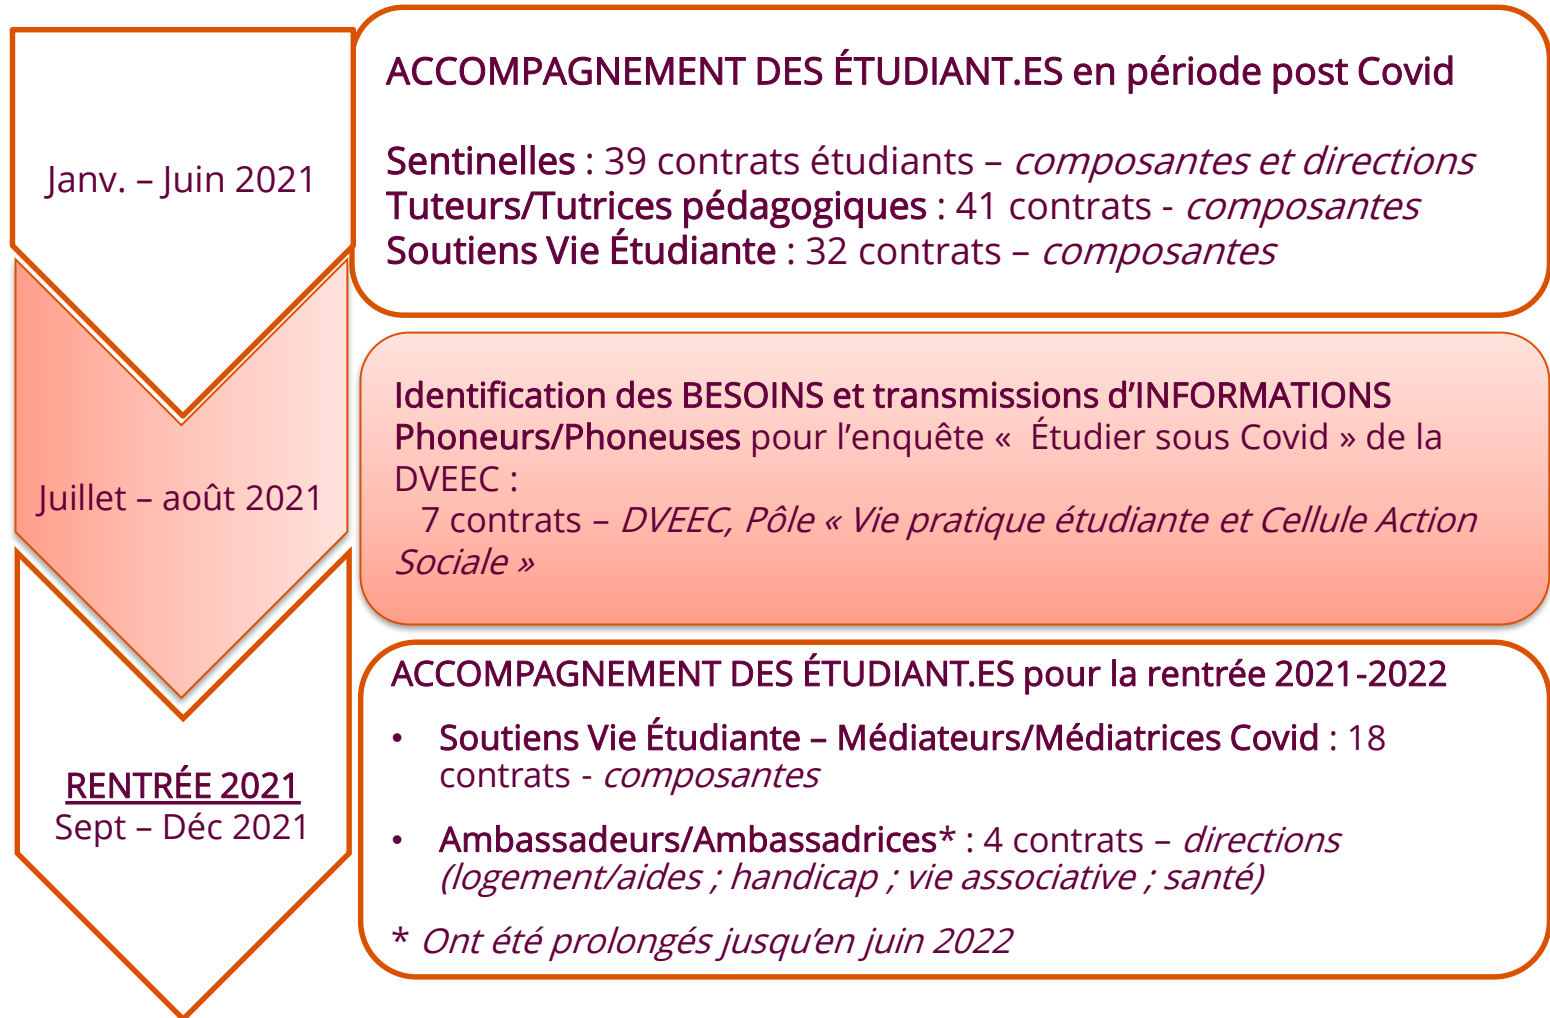 Janv. – Juin 2021
ACCOMPAGNEMENT DES ÉTUDIANT.ES en période post Covid
Sentinelles : 39 contrats étudiants – composantes et directions
Tuteurs/Tutrices pédagogiques : 41 contrats - composantes
Soutiens Vie Étudiante : 32 contrats – composantes
Juillet – août 2021
Identification des BESOINS et transmissions d’INFORMATIONS
Phoneurs/Phoneuses pour l’enquête «  Étudier sous Covid » de la
DVEEC :
7 contrats – DVEEC, Pôle « Vie pratique étudiante et Cellule Action
Sociale »
RENTRÉE 2021
Sept – Déc 2021
ACCOMPAGNEMENT DES ÉTUDIANT.ES pour la rentrée 2021-2022
• Soutiens Vie Étudiante – Médiateurs/Médiatrices Covid : 18
contrats - composantes
• Ambassadeurs/Ambassadrices* : 4 contrats – directions
(logement/aides ; handicap ; vie associative ; santé)
* Ont été prolongés jusqu’en juin 2022